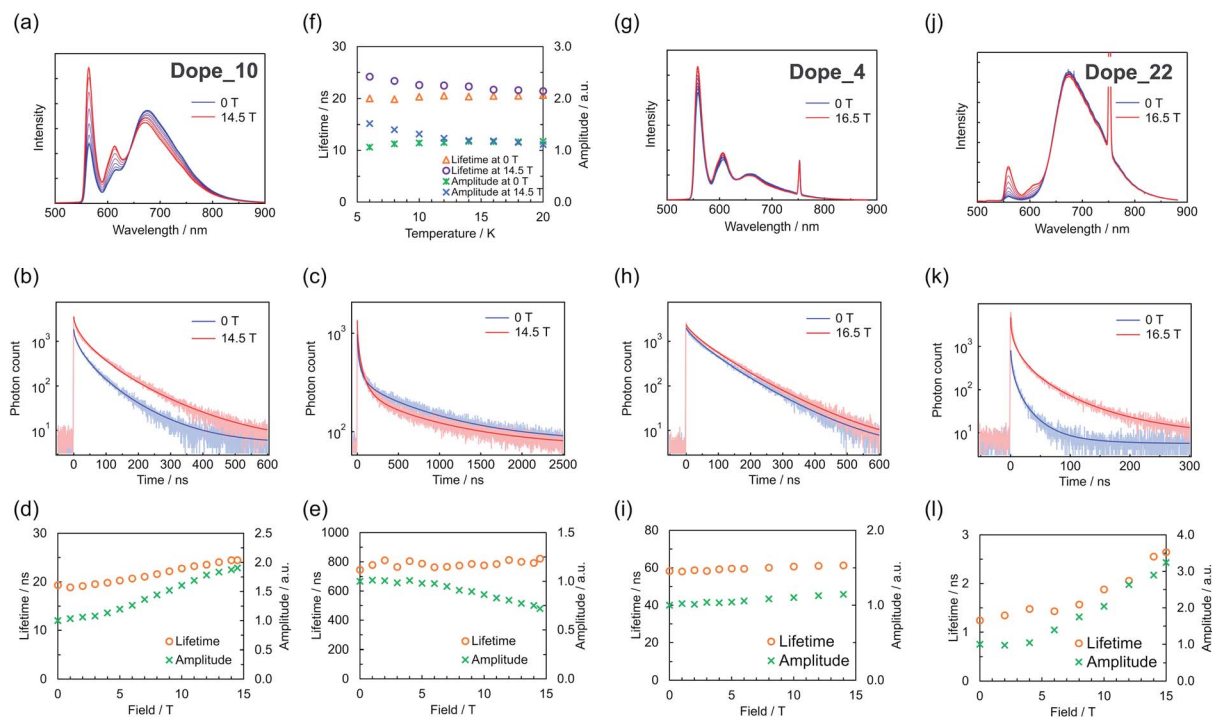 (a)
Dope_10
0 T
14.5 T
Intensity
500 600 700 800 900
Wavelength / nm
(f)
30
20
10
0
3.0
2.0
1.0
0.0
Lifetime / ns
Amplitude / a.u.
Lifetime at 0 T
Lifetime at 14.5 T
Amplitude at 0 T
Amplitude at 14.5 T
5 10 15 20
Temperature / K
(g)
Dope_4
0 T
16.5 T
Intensity
500 600 700 800 900
Wavelength / nm
(j)
Dope_22
0 T
16.5 T
Intensity
500 600 700 800 900
Wavelength / nm
(b)
0 T
14.5 T
Photon count
10³
10²
10¹
0 100 200 300 400 500 600
Time / ns
(c)
0 T
14.5 T
Photon count
10³
10²
0 500 1000 1500 2000 2500
Time / ns
(h)
0 T
16.5 T
Photon count
10³
10²
10¹
0 100 200 300 400 500 600
Time / ns
(k)
0 T
16.5 T
Photon count
10³
10²
10¹
0 100 200 300
Time / ns
(d)
30
20
10
0
2.5
2.0
1.5
1.0
0.5
0.0
Lifetime / ns
Amplitude / a.u.
Lifetime
Amplitude
0 5 10 15
Field / T
(e)
1000
900
800
700
600
500
400
300
200
100
0
1.5
1.0
0.5
0.0
Lifetime / ns
Amplitude / a.u.
Lifetime
Amplitude
0 5 10 15
Field / T
(i)
80
60
40
20
0
2.0
1.0
0.0
Lifetime / ns
Amplitude / a.u.
Lifetime
Amplitude
0 5 10 15
Field / T
(l)
3
2
1
0
4.0
3.0
2.0
1.0
0.0
Lifetime / ns
Amplitude / a.u.
Lifetime
Amplitude
0 5 10 15
Field / T